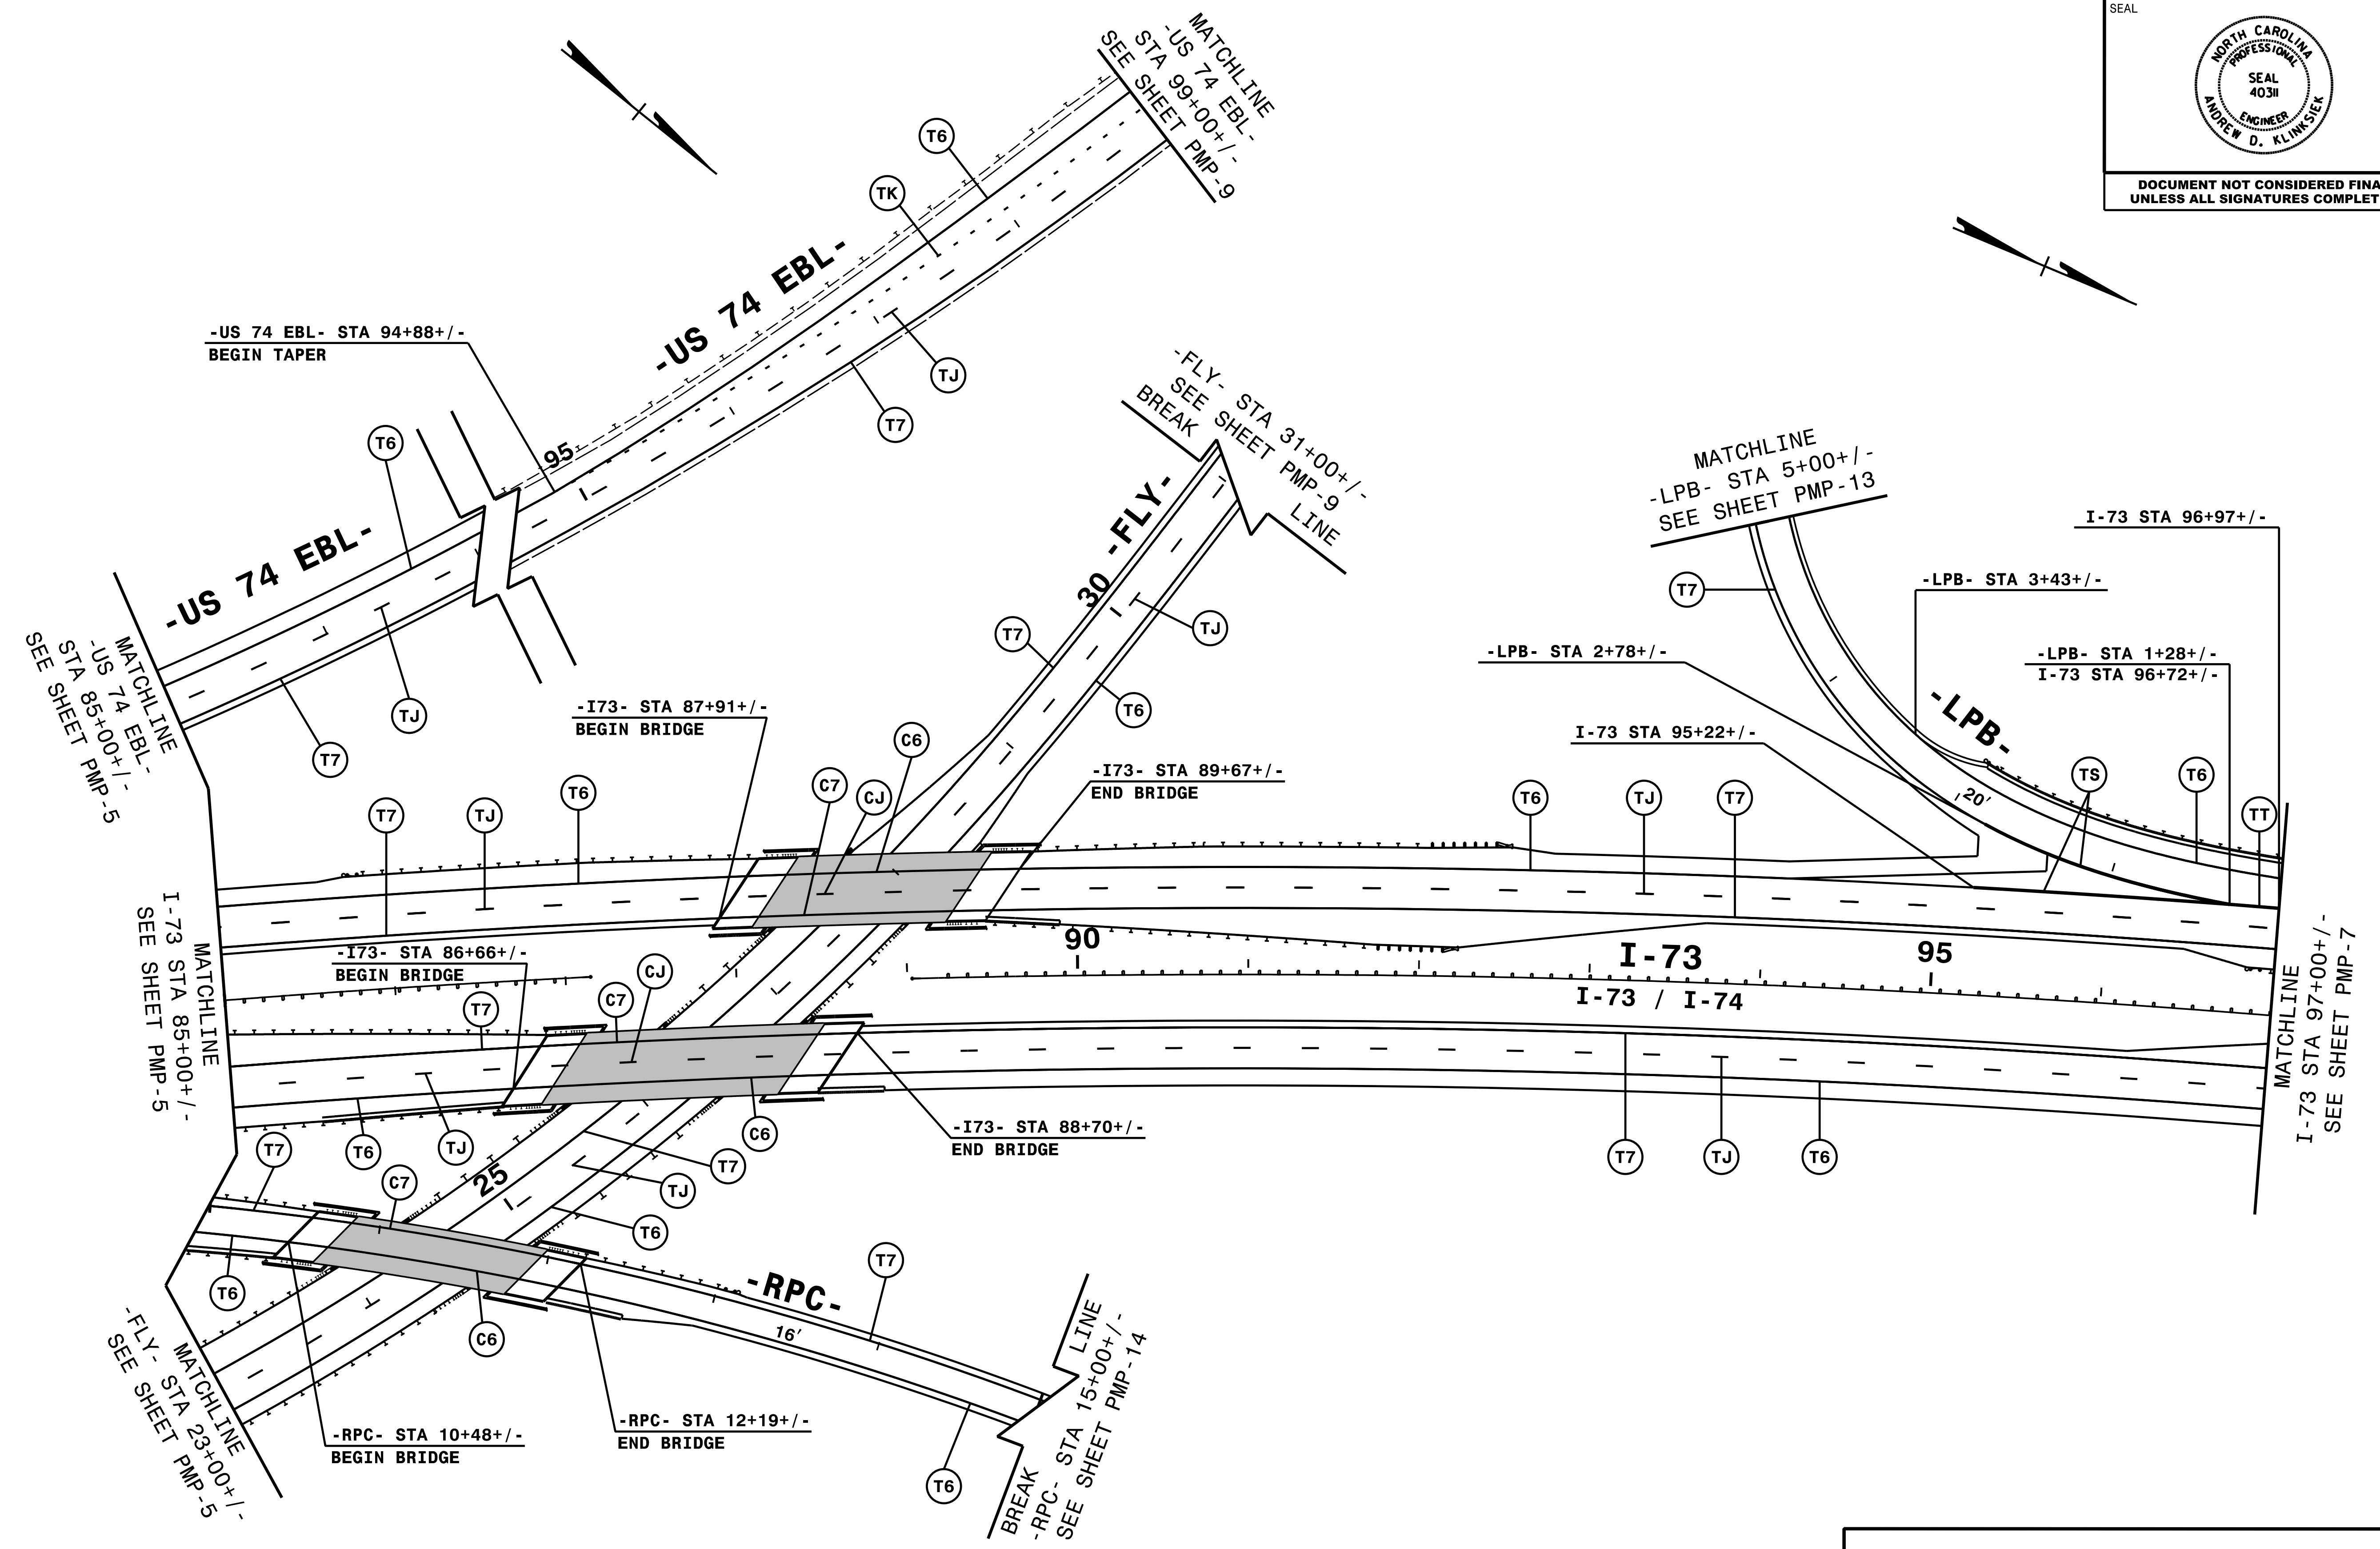 SEAL
NORTH CAROLINA
PROFESSIONAL
SEAL
40311
ENGINEER
ANDREW D. KLINKSIEK
DOCUMENT NOT CONSIDERED FINA
UNLESS ALL SIGNATURES COMPLET
MATCHLINE
-US 74 EBL-
STA 99+00+/-
SEE SHEET PMP-9
T6
TK
-US 74 EBL-
-US 74 EBL- STA 94+88+/-
BEGIN TAPER
TJ
T7
95
T6
-US 74 EBL-
MATCHLINE
-US 74 EBL-
STA 85+00+/-
SEE SHEET PMP-5
TJ
T7
-FLY- STA 31+00+/-
SEE SHEET PMP-9
BREAK LINE
-FLY-
30
T7
TJ
T6
MATCHLINE
-LPB- STA 5+00+/-
SEE SHEET PMP-13
I-73 STA 96+97+/-
T7
-LPB- STA 3+43+/-
-LPB- STA 2+78+/-
-LPB- STA 1+28+/-
I-73 STA 96+72+/-
-LPB-
I-73 STA 95+22+/-
20'
TS
T6
TT
-I73- STA 87+91+/-
BEGIN BRIDGE
C6
C7
CJ
-I73- STA 89+67+/-
END BRIDGE
T7
TJ
T6
T6
TJ
T7
MATCHLINE
I-73 STA 85+00+/-
SEE SHEET PMP-5
-I73- STA 86+66+/-
BEGIN BRIDGE
90
I-73
95
I-73 / I-74
MATCHLINE
I-73 STA 97+00+/-
SEE SHEET PMP-7
T7
C7
CJ
T7
T6
TJ
C6
-I73- STA 88+70+/-
END BRIDGE
T7
TJ
T6
C7
25
T7
TJ
T6
T6
C6
-RPC-
16'
T7
T6
-FLY- MATCHLINE
STA 23+00+/-
SEE SHEET PMP-5
-RPC- STA 10+48+/-
BEGIN BRIDGE
-RPC- STA 12+19+/-
END BRIDGE
BREAK LINE
-RPC- STA 15+00+/-
SEE SHEET PMP-14